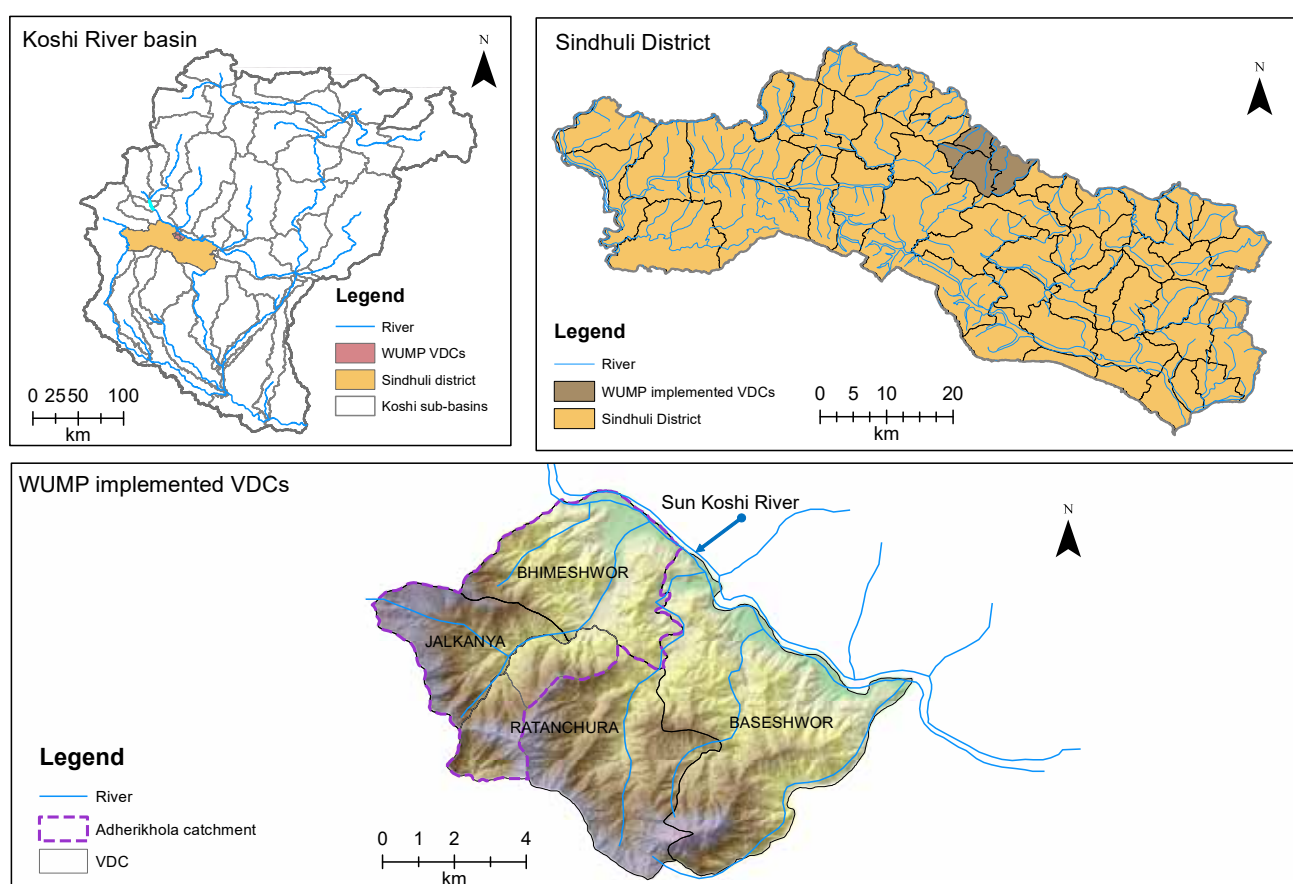 Koshi River basin
N
Legend
River
WUMP VDCs
Sindhuli district
Koshi sub-basins
0 25 50 100
km
Sindhuli District
N
Legend
River
WUMP implemented VDCs
Sindhuli District
0 10 20
km
WUMP implemented VDCs
Sun Koshi River
N
BHIMESHWOR
JALKANYA
RATANCHURA
BASESHWOR
Legend
River
Adherikhola catchment
VDC
0 1 2 4
km